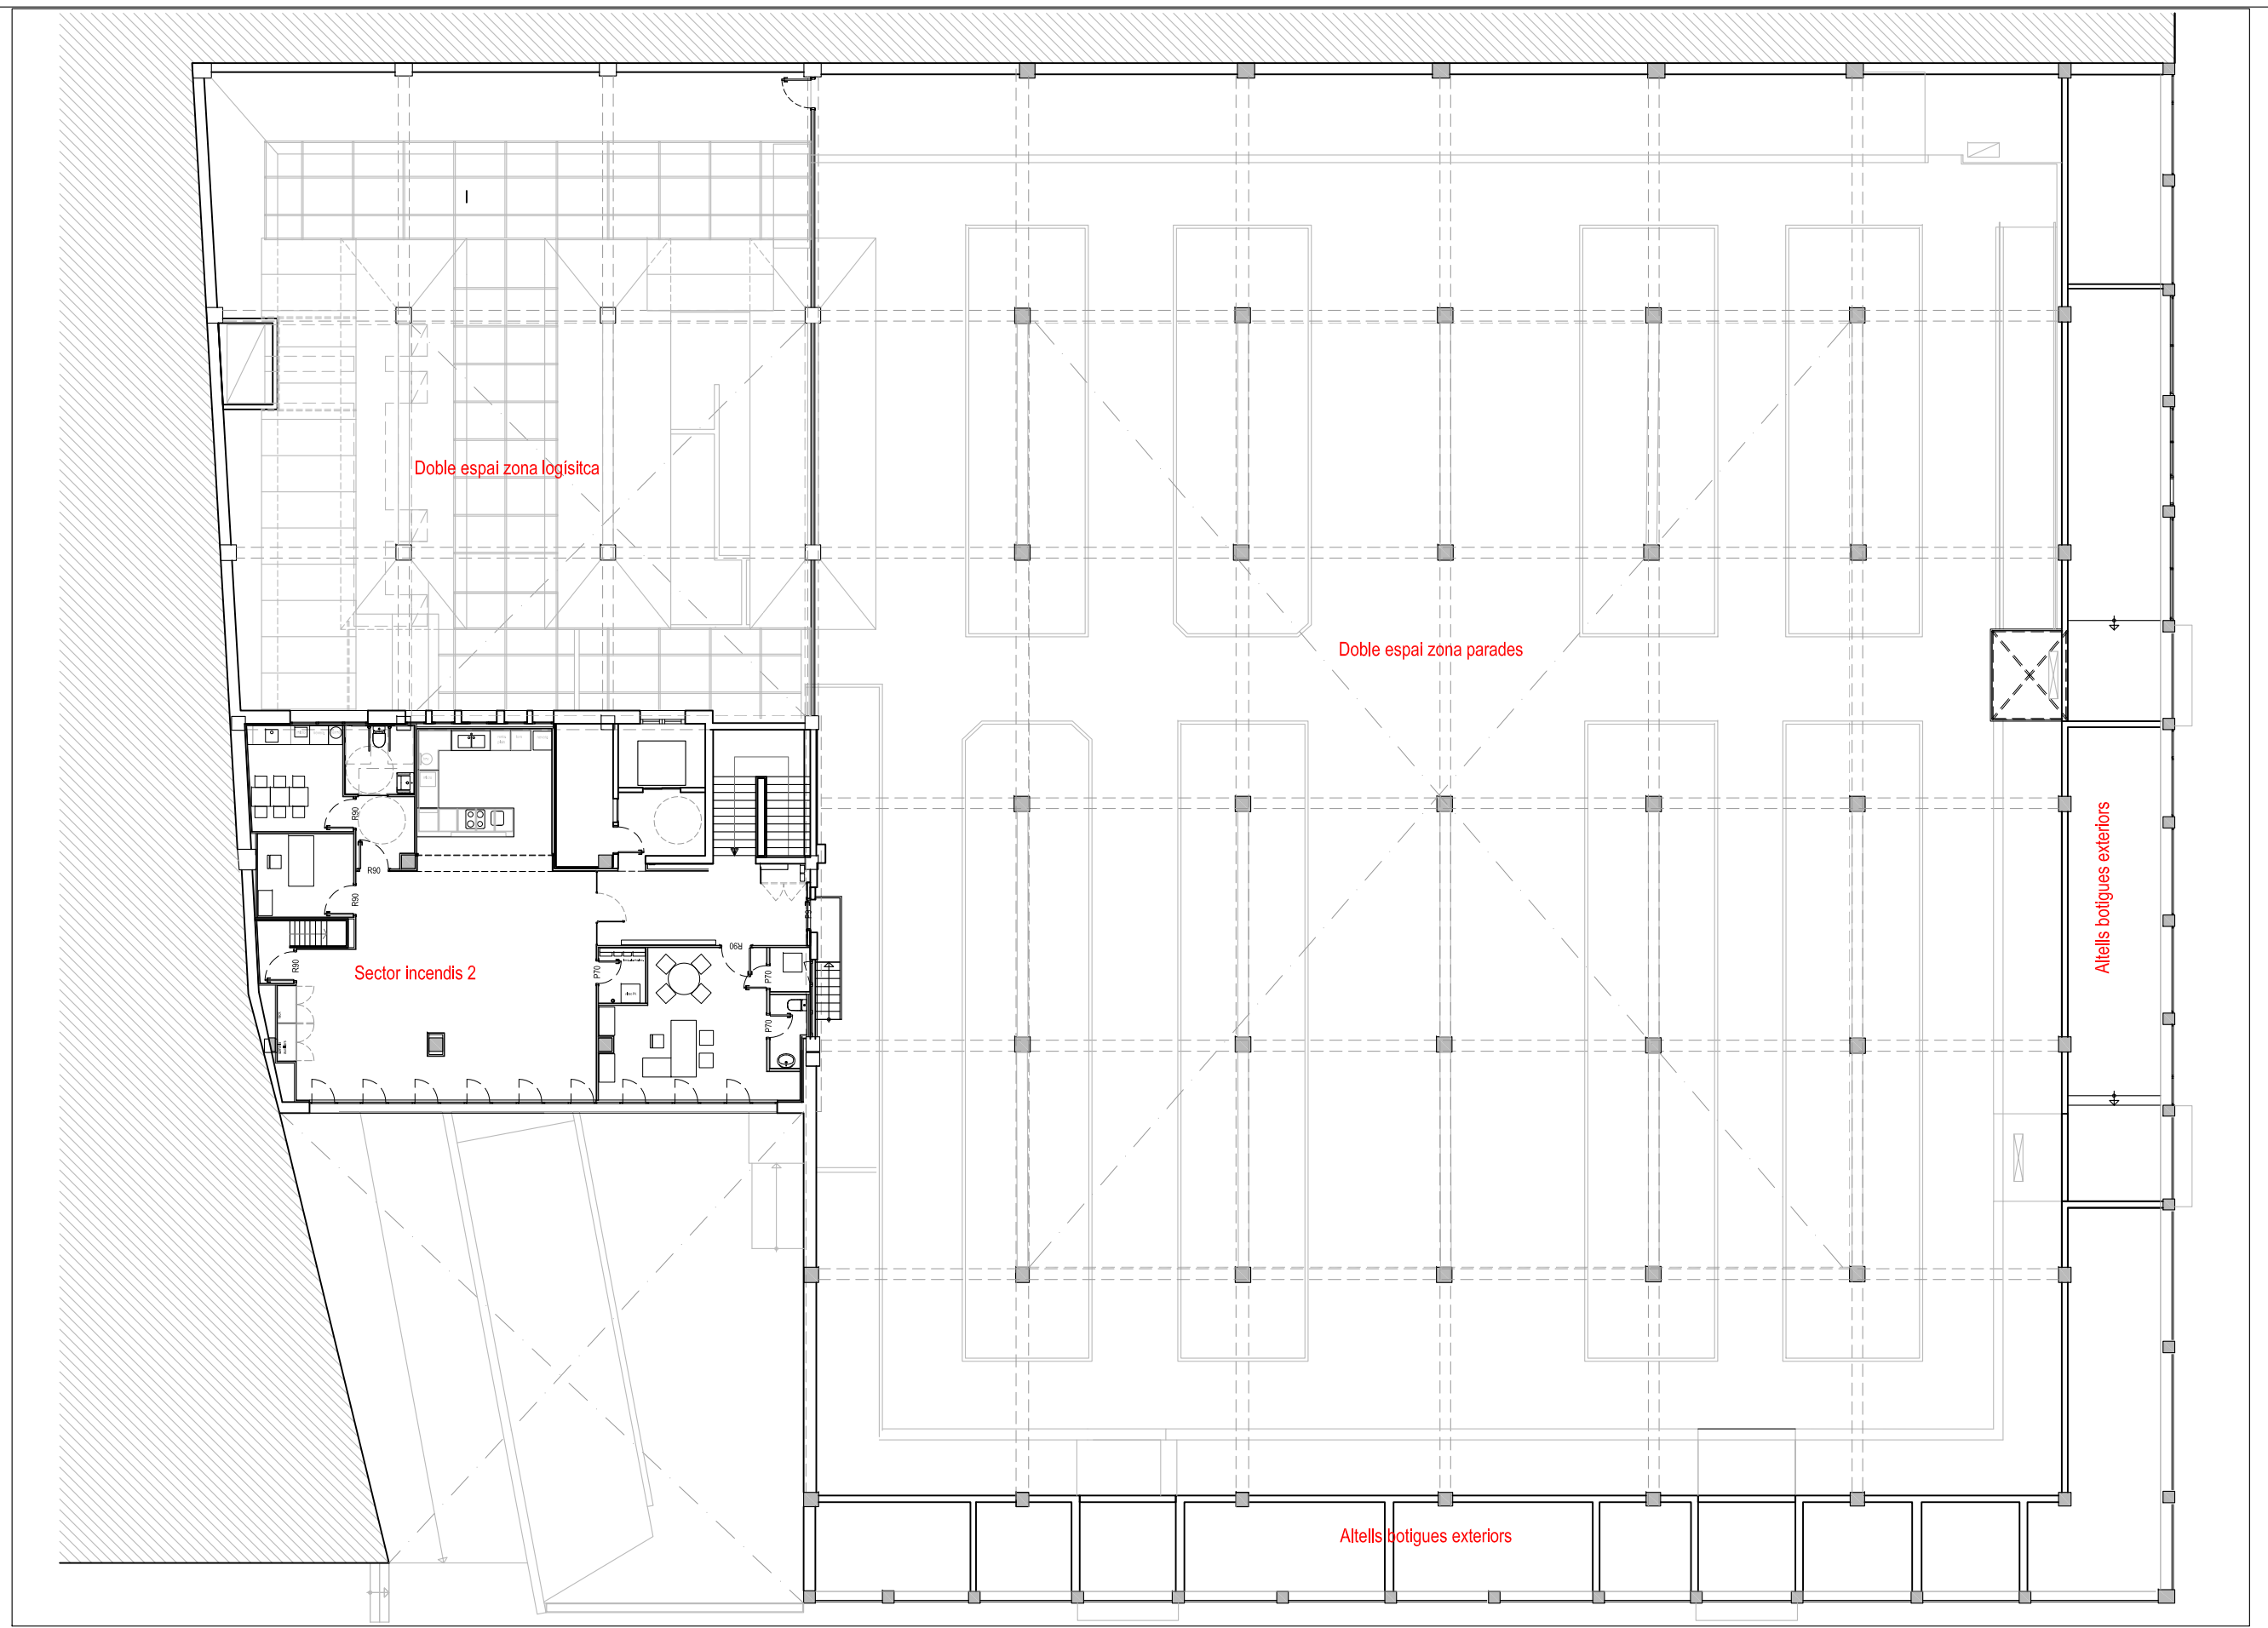 Doble espai zona logísitca
Doble espai zona parades
Altells botigues exteriors
R90
R90
R90
R90
Sector incendis 2
R90
P70
P70
P70
Altells botigues exteriors